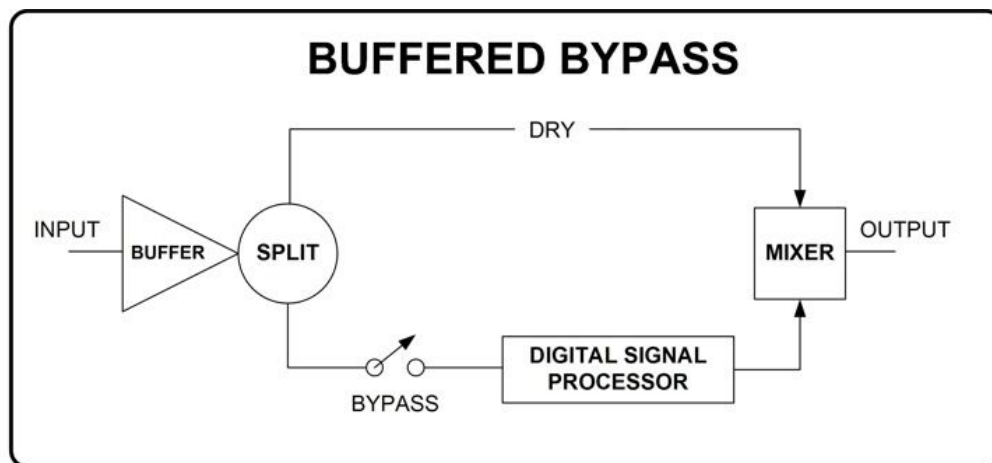 BUFFERED BYPASS
DRY
INPUT
BUFFER
SPLIT
MIXER
OUTPUT
BYPASS
DIGITAL SIGNAL
PROCESSOR